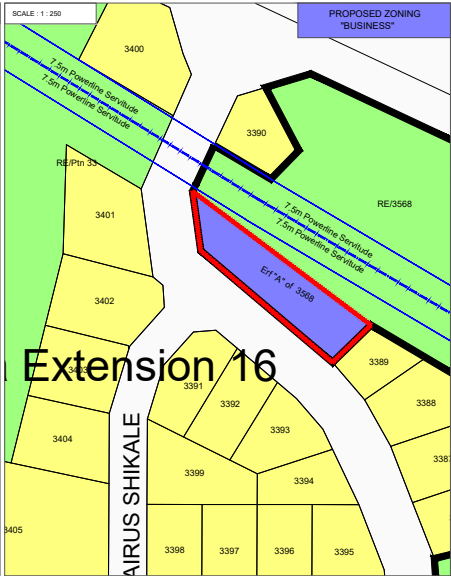 SCALE : 1 : 250
PROPOSED ZONING
"BUSINESS"
3400
7.5m Powerline Servitude
7.5m Powerline Servitude
3390
RE/Ptn 33
RE/3568
3401
7.5m Powerline Servitude
7.5m Powerline Servitude
Erf "A" of 3568
3402
3403
Extension 16
3389
3391
3392
3388
3393
3404
3387
3399
3394
3405
AIRUS SHIKALE
3398
3397
3396
3395